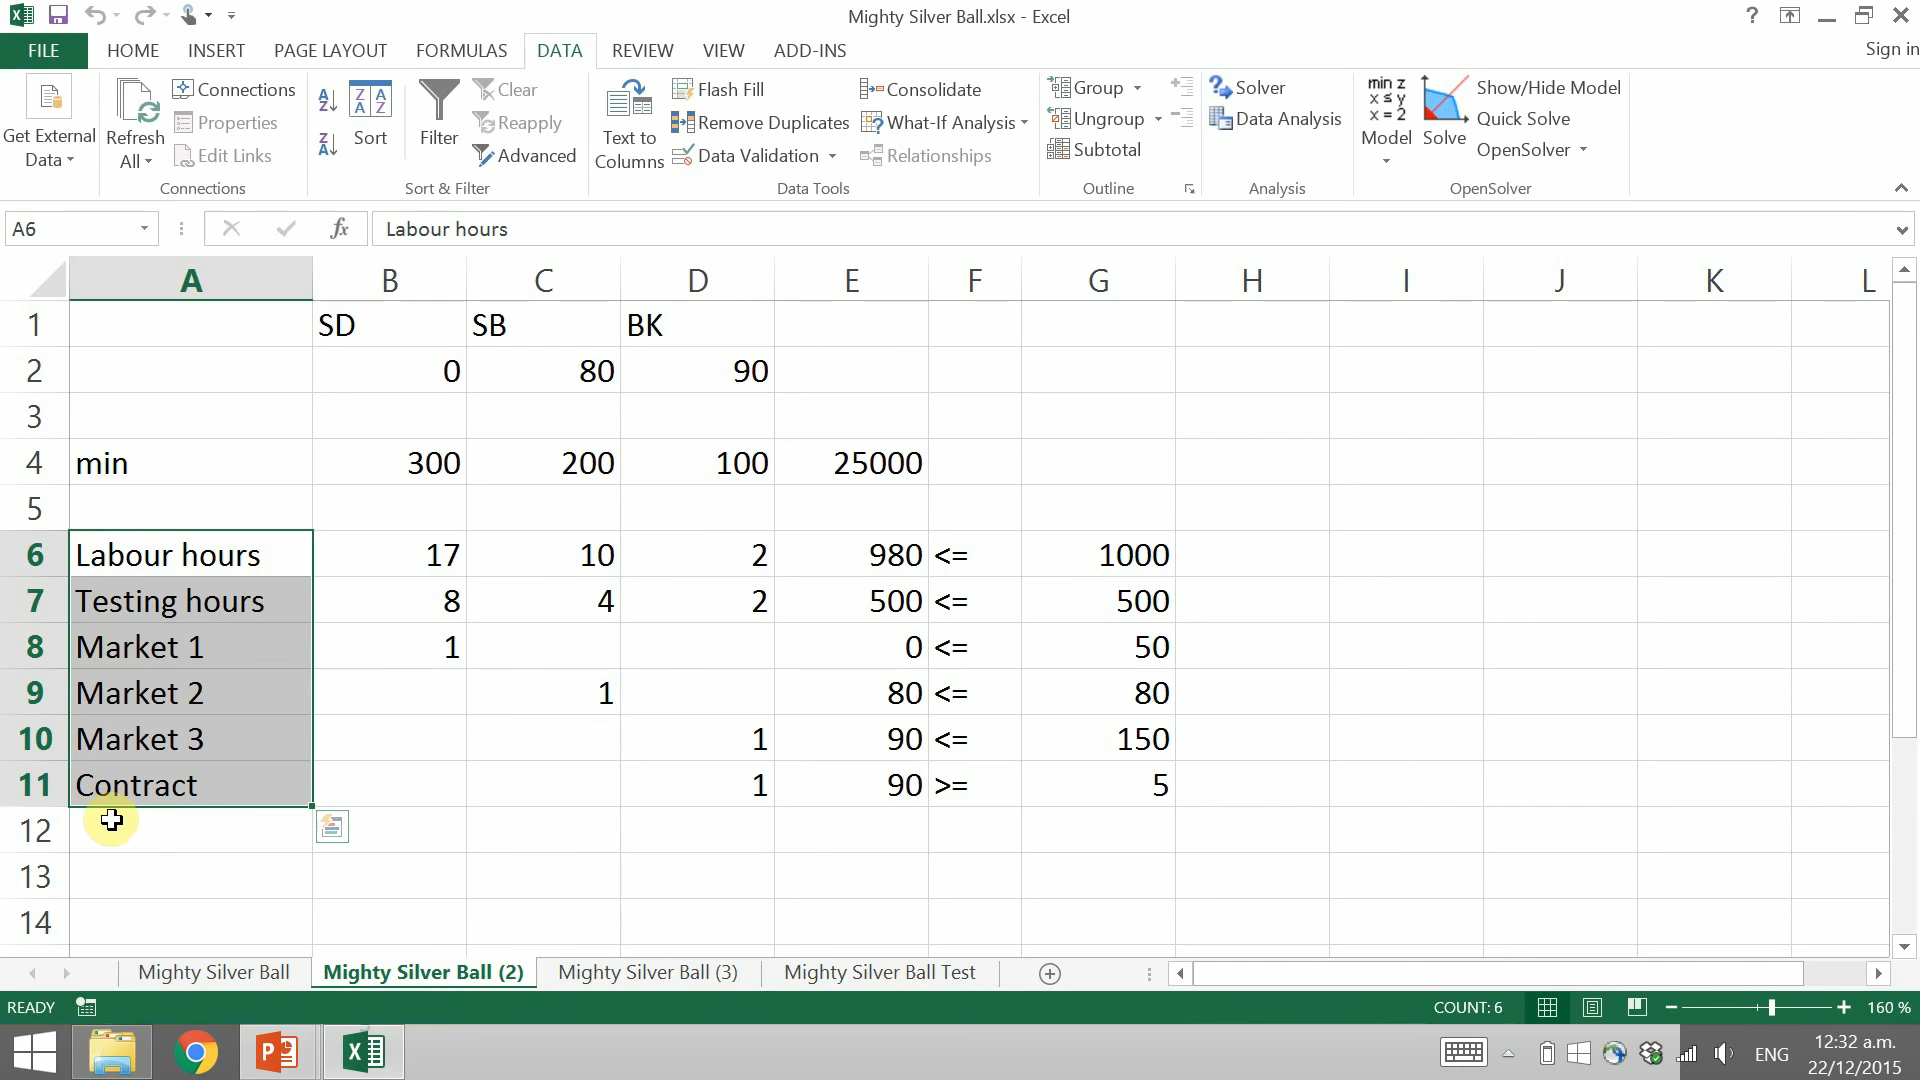 Mighty Silver Ball.xlsx - Excel
?
FILE HOME INSERT PAGE LAYOUT FORMULAS DATA REVIEW VIEW ADD-INS Sign in
Get External Data
Refresh All
Connections
Properties
Edit Links
Connections
Sort
Filter
Clear
Reapply
Advanced
Sort & Filter
Text to Columns
Flash Fill
Remove Duplicates
Data Validation
Consolidate
What-If Analysis
Relationships
Data Tools
Group
Ungroup
Subtotal
Outline
Solver
Data Analysis
Analysis
min z
x ≤ y
x = 2
Model
Solve
Show/Hide Model
Quick Solve
OpenSolver
OpenSolver
A6 fx Labour hours
A B C D E F G H I J K L
1 SD SB BK
2 0 80 90
3
4 min 300 200 100 25000
5
6 Labour hours 17 10 2 980 <= 1000
7 Testing hours 8 4 2 500 <= 500
8 Market 1 1 0 <= 50
9 Market 2 1 80 <= 80
10 Market 3 1 90 <= 150
11 Contract 1 90 >= 5
12
13
14
Mighty Silver Ball Mighty Silver Ball (2) Mighty Silver Ball (3) Mighty Silver Ball Test
READY COUNT: 6 160 %
ENG 12:32 a.m.
22/12/2015